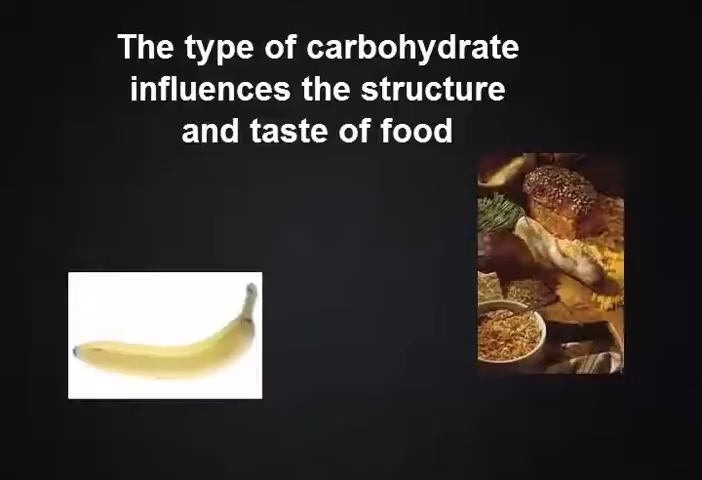 The type of carbohydrate
influences the structure
and taste of food